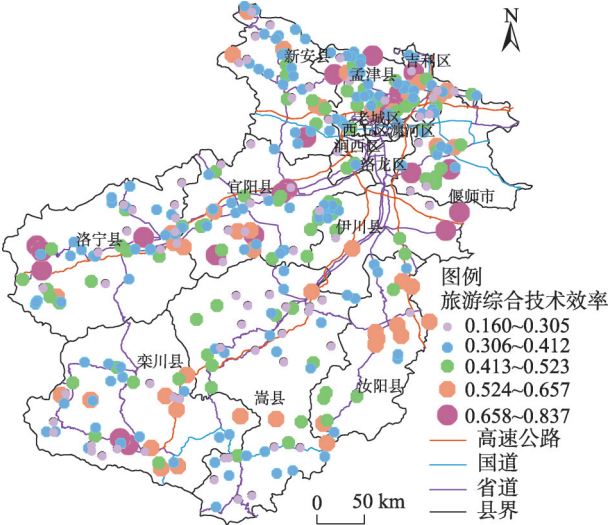 N
新安县
吉利区
孟津县
老城区
西工区瀍河区
涧西区
洛龙区
宜阳县
偃师市
洛宁县
伊川县
栾川县
嵩县
汝阳县
图例
旅游综合技术效率
0.160~0.305
0.306~0.412
0.413~0.523
0.524~0.657
0.658~0.837
高速公路
国道
省道
县界
0 50 km